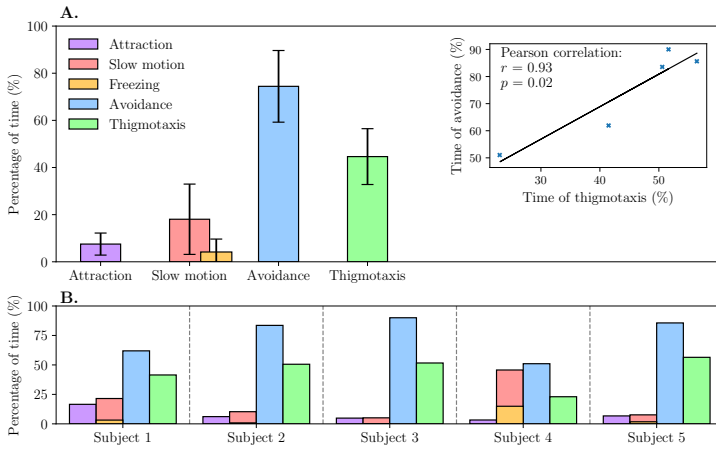 A.
Percentage of time (%)
100
80
60
40
20
0
Attraction
Slow motion
Freezing
Avoidance
Thigmotaxis
Attraction
Slow motion
Avoidance
Thigmotaxis
Time of avoidance (%)
90
80
70
60
50
Pearson correlation:
r = 0.93
p = 0.02
30
40
50
Time of thigmotaxis (%)
B.
Percentage of time (%)
100
75
50
25
0
Subject 1
Subject 2
Subject 3
Subject 4
Subject 5